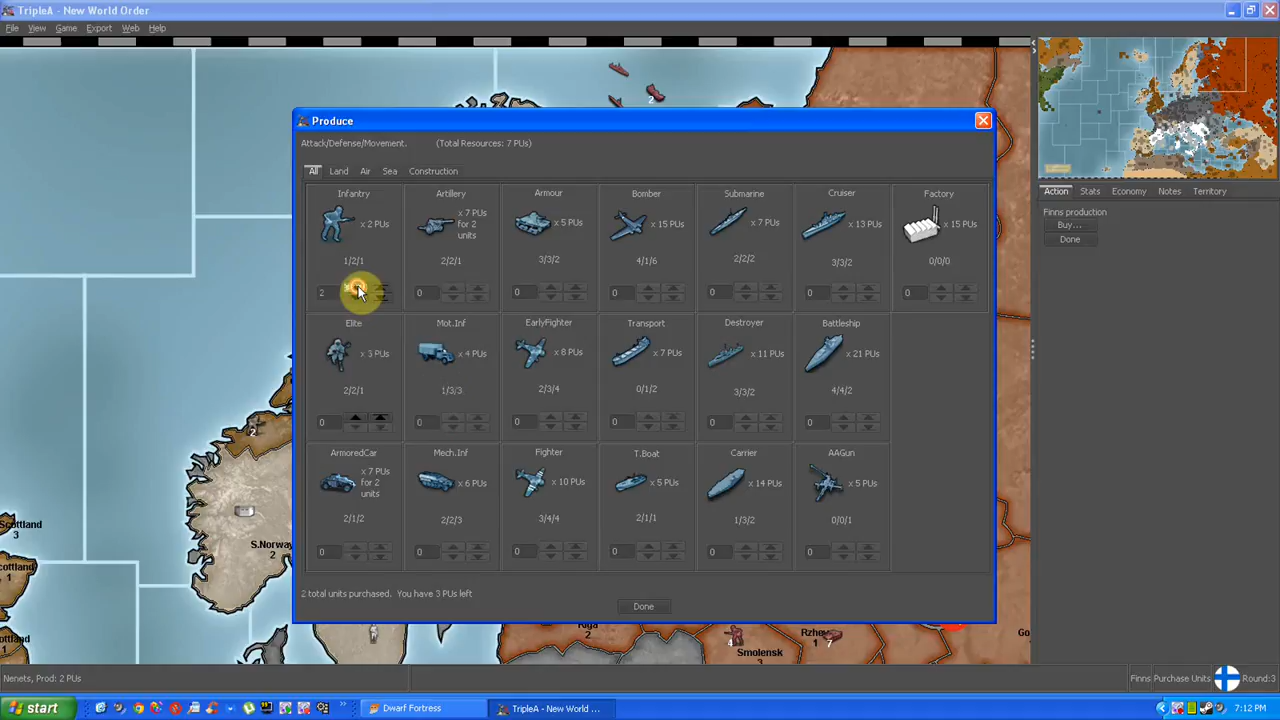 TripleA - New World Order
File View Game Export Web Help
Produce
Attack/Defense/Movement. (Total Resources: 7 PUs)
All Land Air Sea Construction
Infantry
x 2 PUs
1/2/1
2
Artillery
x 7 PUs
for 2
units
2/2/1
0
Armour
x 5 PUs
3/3/2
0
Bomber
x 15 PUs
4/1/6
0
Submarine
x 7 PUs
2/2/2
0
Cruiser
x 13 PUs
3/3/2
0
Factory
x 15 PUs
0/0/0
0
Elite
x 3 PUs
2/2/1
0
Mot.Inf
x 4 PUs
1/3/3
0
EarlyFighter
x 8 PUs
2/3/4
0
Transport
x 7 PUs
0/1/2
0
Destroyer
x 11 PUs
3/3/2
0
Battleship
x 21 PUs
4/4/2
0
ArmoredCar
x 7 PUs
for 2
units
2/1/2
0
Mech.Inf
x 6 PUs
2/2/3
0
Fighter
x 10 PUs
3/4/4
0
T.Boat
x 5 PUs
2/1/1
0
Carrier
x 14 PUs
1/3/2
0
AAGun
x 5 PUs
0/0/1
0
2 total units purchased. You have 3 PUs left
Done
Action Stats Economy Notes Territory
Finns production
Buy...
Done
2
2
Scotland
3
cotland
1
otland
1
S.Norway
2
Riga
2
4
Smolensk
3
Rzhev
7
Go
Nenets, Prod: 2 PUs
Finns Purchase Units Round:3
start
Dwarf Fortress
TripleA - New World ...
7:12 PM